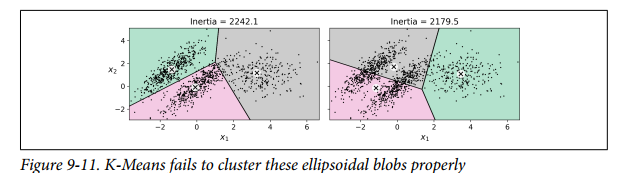 Inertia = 2242.1
Inertia = 2179.5
4
2
0
−2
x2
−2
0
2
4
6
x1
−2
0
2
4
6
x1
Figure 9-11. K-Means fails to cluster these ellipsoidal blobs properly